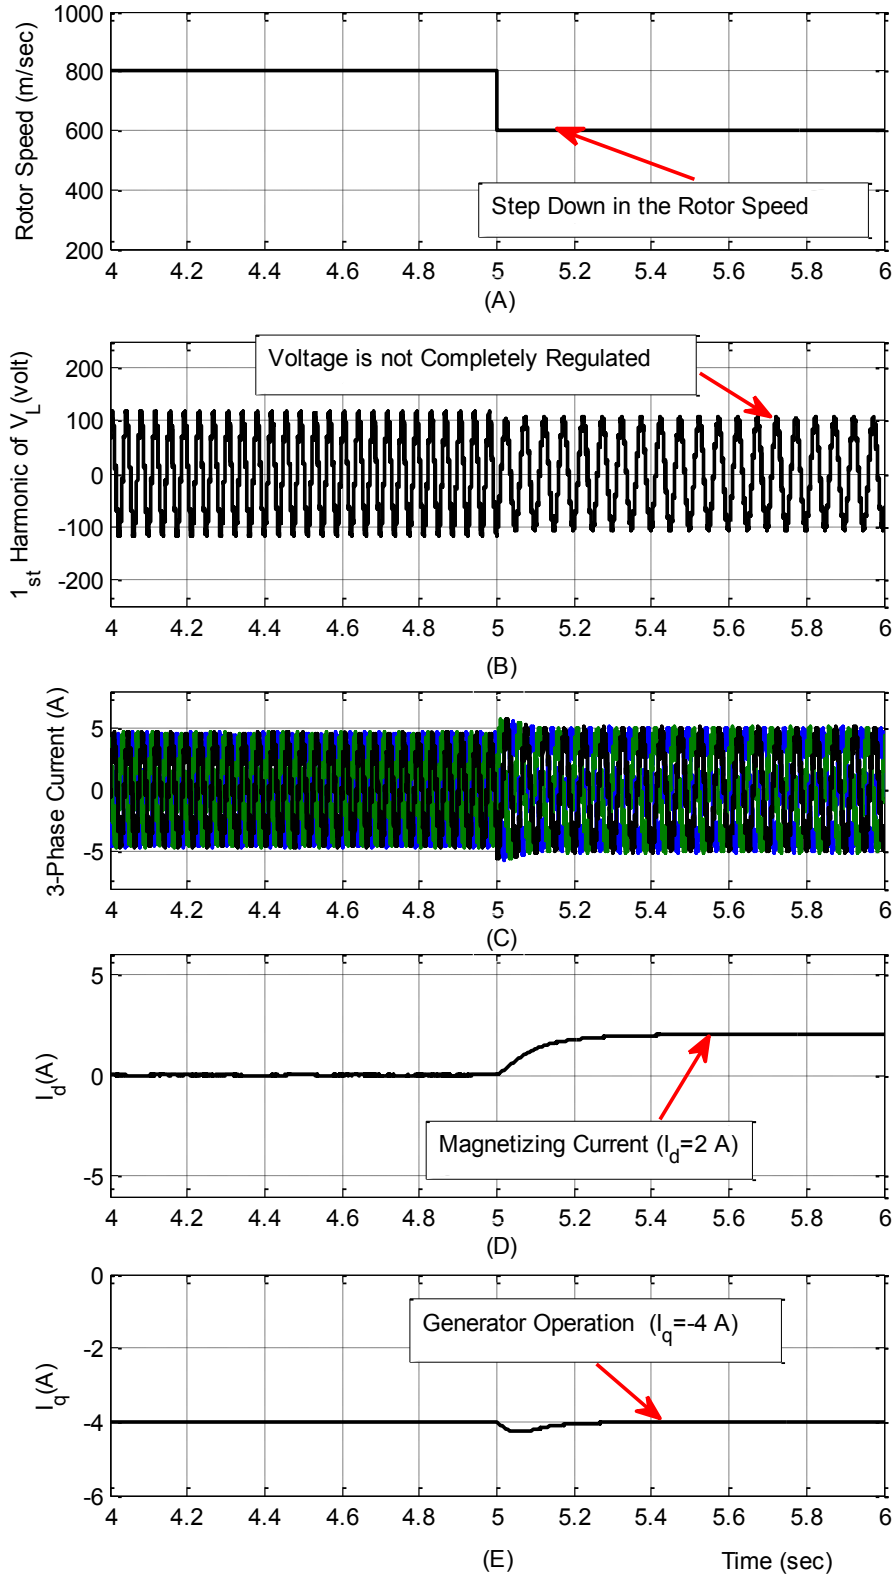 1000
800
600
400
200
Rotor Speed (m/sec)
Step Down in the Rotor Speed
4 4.2 4.4 4.6 4.8 5 5.2 5.4 5.6 5.8 6
(A)
200
100
0
-100
-200
1st Harmonic of VL(volt)
Voltage is not Completely Regulated
4 4.2 4.4 4.6 4.8 5 5.2 5.4 5.6 5.8 6
(B)
5
0
-5
3-Phase Current (A)
4 4.2 4.4 4.6 4.8 5 5.2 5.4 5.6 5.8 6
(C)
5
0
-5
Id(A)
Magnetizing Current (Id=2 A)
4 4.2 4.4 4.6 4.8 5 5.2 5.4 5.6 5.8 6
(D)
0
-2
-4
-6
Iq(A)
Generator Operation (Iq=-4 A)
4 4.2 4.4 4.6 4.8 5 5.2 5.4 5.6 5.8 6
(E)
Time (sec)